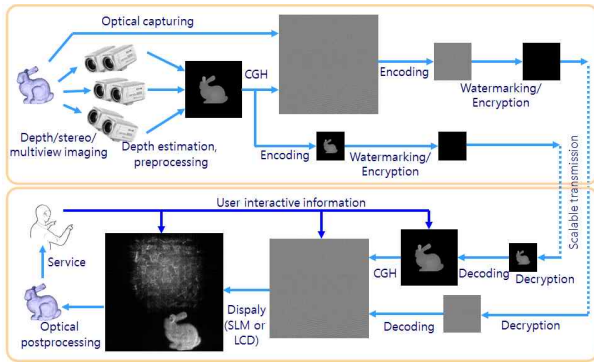 Optical capturing
CGH
Encoding
Watermarking/
Encryption
Depth/stereo/
multiview imaging
Depth estimation,
preprocessing
Encoding
Watermarking/
Encryption
Scalable transmission
User interactive information
Service
CGH
Decoding
Decryption
Optical
postprocessing
Dispaly
(SLM or
LCD)
Decoding
Decryption